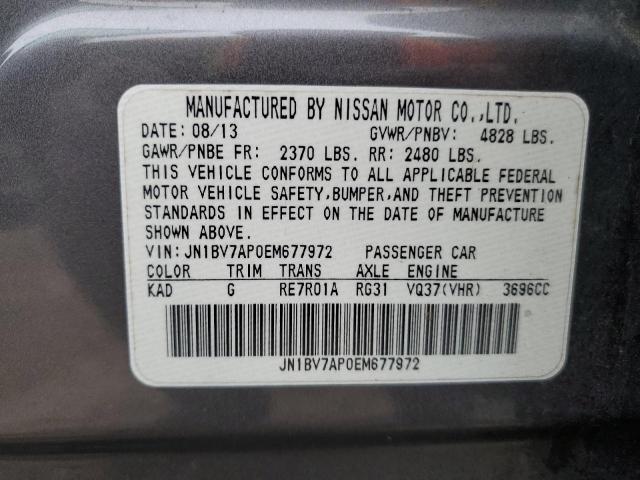 MANUFACTURED BY NISSAN MOTOR CO.,LTD.
DATE: 08/13 GVWR/PNBV: 4828 LBS.
GAWR/PNBE FR: 2370 LBS. RR: 2480 LBS.
THIS VEHICLE CONFORMS TO ALL APPLICABLE FEDERAL
MOTOR VEHICLE SAFETY,BUMPER,AND THEFT PREVENTION
STANDARDS IN EFFECT ON THE DATE OF MANUFACTURE
SHOWN ABOVE.
VIN:JN1BV7AP0EM677972 PASSENGER CAR
COLOR TRIM TRANS AXLE ENGINE
KAD G RE7R01A RG31 VQ37(VHR) 3696CC
JN1BV7AP0EM677972